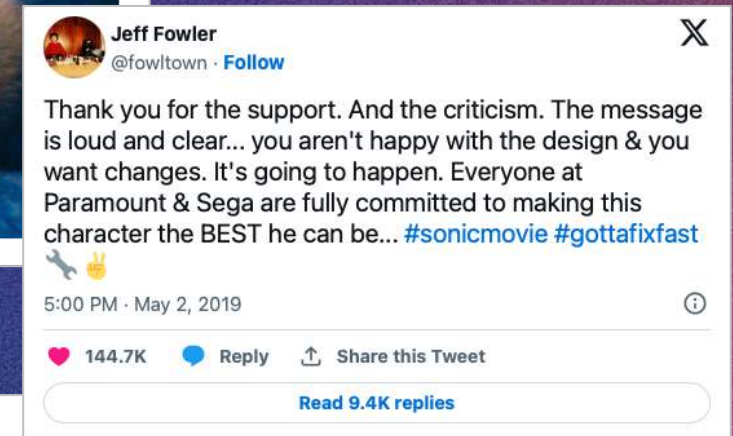 Jeff Fowler
@fowltown · Follow
Thank you for the support. And the criticism. The message
is loud and clear... you aren't happy with the design & you
want changes. It's going to happen. Everyone at
Paramount & Sega are fully committed to making this
character the BEST he can be... #sonicmovie #gottafixfast
🔧✌️
5:00 PM · May 2, 2019
144.7K Reply Share this Tweet
Read 9.4K replies